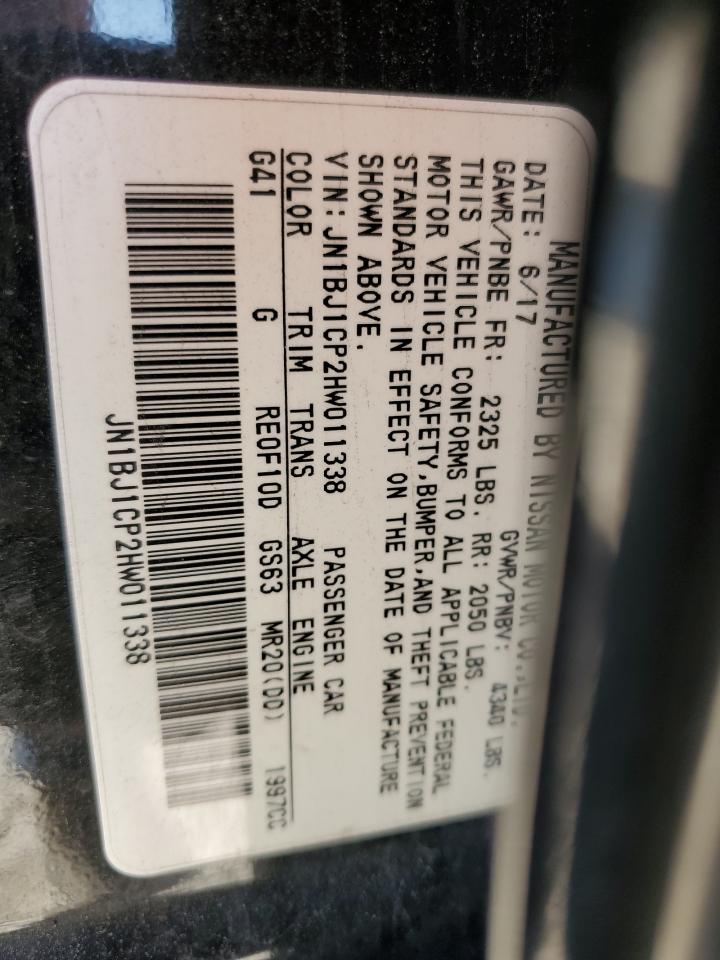 MANUFACTURED BY NISSAN MOTOR CO.,LTD.
DATE: 6/17 GVWR/PNBV: 4340 LBS.
GAWR/PNBE FR: 2325 LBS. RR: 2050 LBS.
THIS VEHICLE CONFORMS TO ALL APPLICABLE FEDERAL
MOTOR VEHICLE SAFETY,BUMPER,AND THEFT PREVENTION
STANDARDS IN EFFECT ON THE DATE OF MANUFACTURE
SHOWN ABOVE.
VIN:JN1BJ1CP2HW011338 PASSENGER CAR
COLOR TRIM TRANS AXLE ENGINE
G41 G RE0F10D GS63 MR20(DD) 1997CC
JN1BJ1CP2HW011338